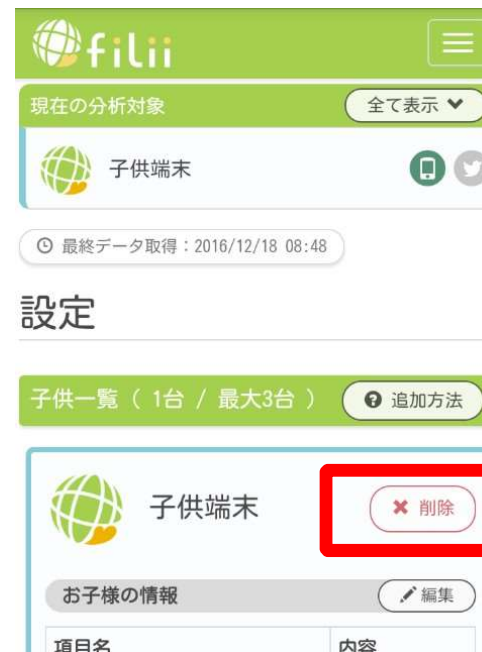 filii
現在の分析対象 全て表示
子供端末
最終データ取得：2016/12/18 08:48
設定
子供一覧（ 1台 / 最大3台 ） 追加方法
子供端末 削除
お子様の情報 編集
項目名 内容